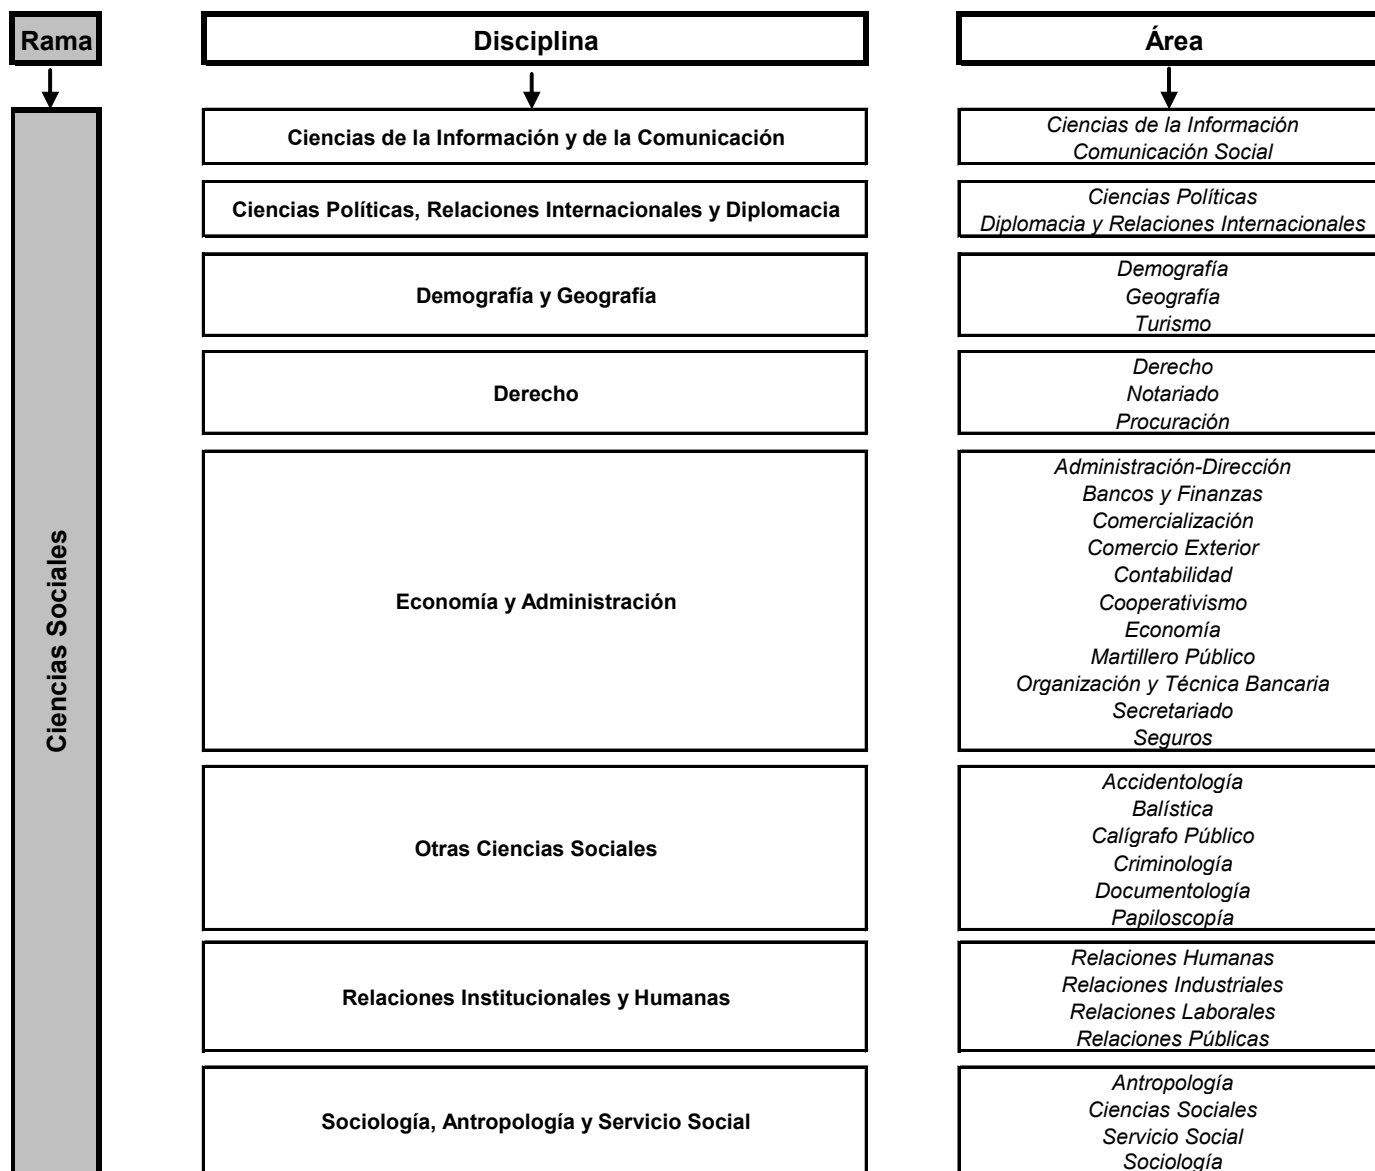 Rama
Disciplina
Área
Ciencias Sociales
Ciencias de la Información y de la Comunicación
Ciencias de la Información
Comunicación Social
Ciencias Políticas, Relaciones Internacionales y Diplomacia
Ciencias Políticas
Diplomacia y Relaciones Internacionales
Demografía y Geografía
Demografía
Geografía
Turismo
Derecho
Derecho
Notariado
Procuración
Economía y Administración
Administración-Dirección
Bancos y Finanzas
Comercialización
Comercio Exterior
Contabilidad
Cooperativismo
Economía
Martillero Público
Organización y Técnica Bancaria
Secretariado
Seguros
Otras Ciencias Sociales
Accidentología
Balística
Calígrafo Público
Criminología
Documentología
Papiloscopía
Relaciones Institucionales y Humanas
Relaciones Humanas
Relaciones Industriales
Relaciones Laborales
Relaciones Públicas
Sociología, Antropología y Servicio Social
Antropología
Ciencias Sociales
Servicio Social
Sociología